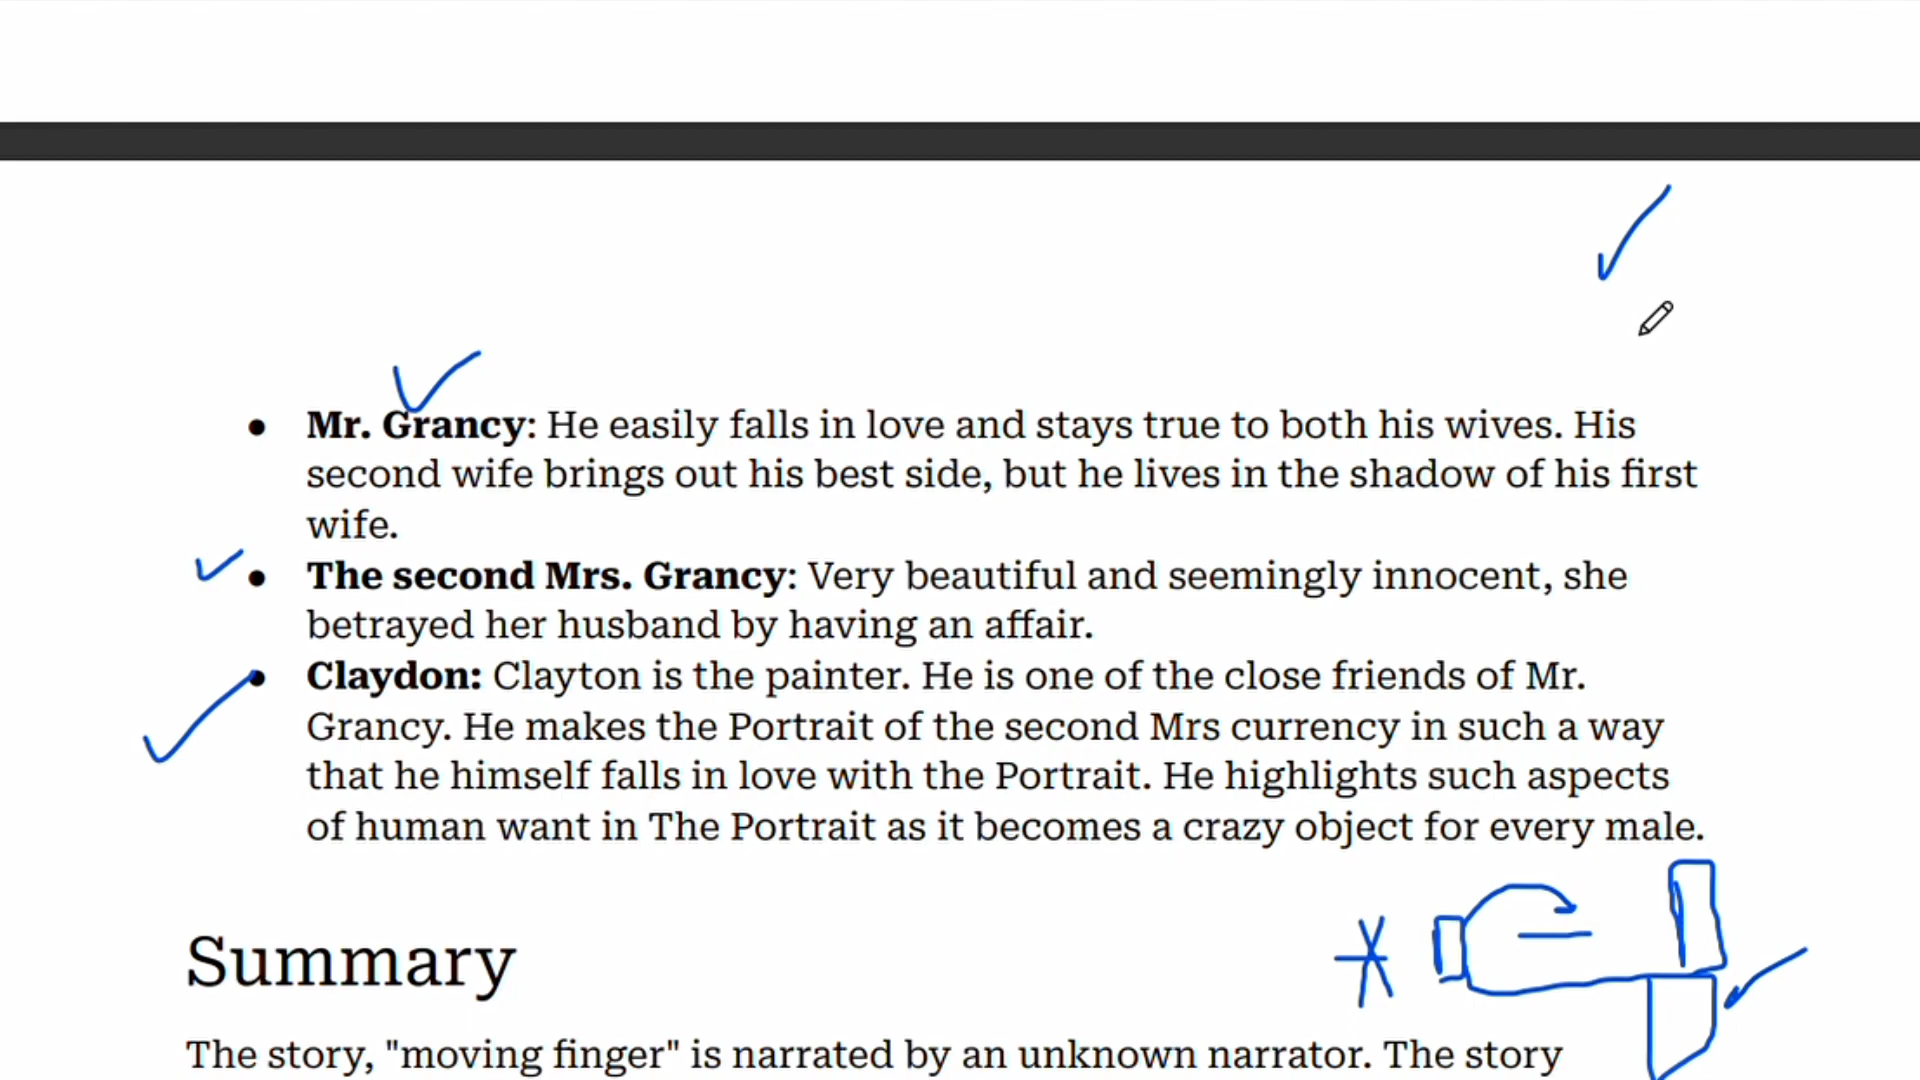 ● Mr. Grancy: He easily falls in love and stays true to both his wives. His
second wife brings out his best side, but he lives in the shadow of his first
wife.
● The second Mrs. Grancy: Very beautiful and seemingly innocent, she
betrayed her husband by having an affair.
● Claydon: Clayton is the painter. He is one of the close friends of Mr.
Grancy. He makes the Portrait of the second Mrs currency in such a way
that he himself falls in love with the Portrait. He highlights such aspects
of human want in The Portrait as it becomes a crazy object for every male.
Summary
The story, "moving finger" is narrated by an unknown narrator. The story